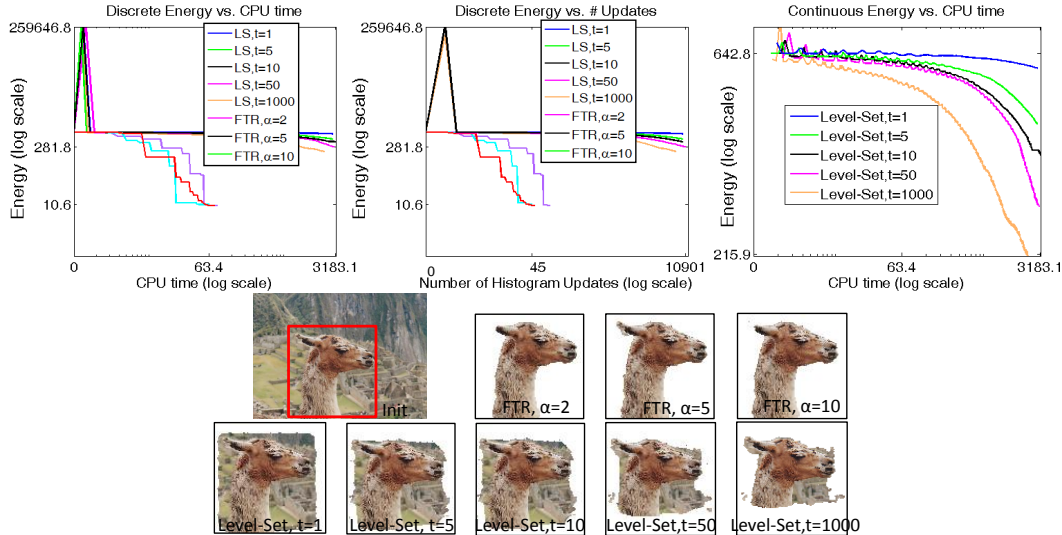 Discrete Energy vs. CPU time
259646.8
281.8
10.6
0
63.4
3183.1
Energy (log scale)
CPU time (log scale)
LS,t=1
LS,t=5
LS,t=10
LS,t=50
LS,t=1000
FTR,α=2
FTR,α=5
FTR,α=10
Discrete Energy vs. # Updates
259646.8
281.8
10.6
0
45
10901
Energy (log scale)
Number of Histogram Updates (log scale)
LS,t=1
LS,t=5
LS,t=10
LS,t=50
LS,t=1000
FTR,α=2
FTR,α=5
FTR,α=10
Continuous Energy vs. CPU time
642.8
215.9
0
63.4
3183.1
Energy (log scale)
CPU time (log scale)
Level-Set,t=1
Level-Set,t=5
Level-Set,t=10
Level-Set,t=50
Level-Set,t=1000
Init
FTR, α=2
FTR, α=5
FTR, α=10
Level-Set, t=1
Level-Set, t=5
Level-Set, t=10
Level-Set,t=50
Level-Set,t=1000